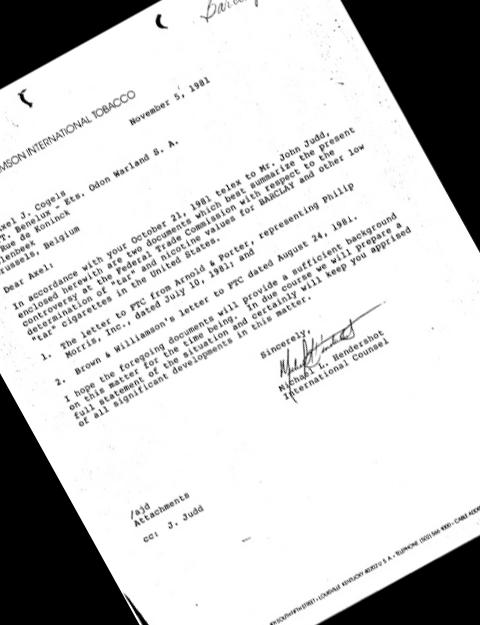 Barclay
MSON INTERNATIONAL TOBACCO
November 5, 1981
xel J. Cogels
T. Benelux - Ets. Odon Warland S. A.
Rue de Koninck
lenbeek
russels, Belgium
Dear Axel:
In accordance with your October 21, 1981 telex to Mr. John Judd,
enclosed herewith are two documents which best summarize the present
controversy at the Federal Trade Commission with respect to the
determination of "tar" and nicotine values for BARCLAY and other low
"tar" cigarettes in the United States.
1. The letter to FTC from Arnold & Porter, representing Philip
Morris, Inc., dated July 10, 1981; and
2. Brown & Williamson's letter to FTC dated August 24, 1981.
I hope the foregoing documents will provide a sufficient background
on this matter for the time being. In due course we will prepare a
full statement of the situation and certainly will keep you apprised
of all significant developments in this matter.
Sincerely,
Michael L. Hendershot
International Counsel
/ajd
Attachments
cc: J. Judd
STREET • LOUISVILLE KENTUCKY 40202 U S A • TELEPHONE (502) 566-1000 • CABLE